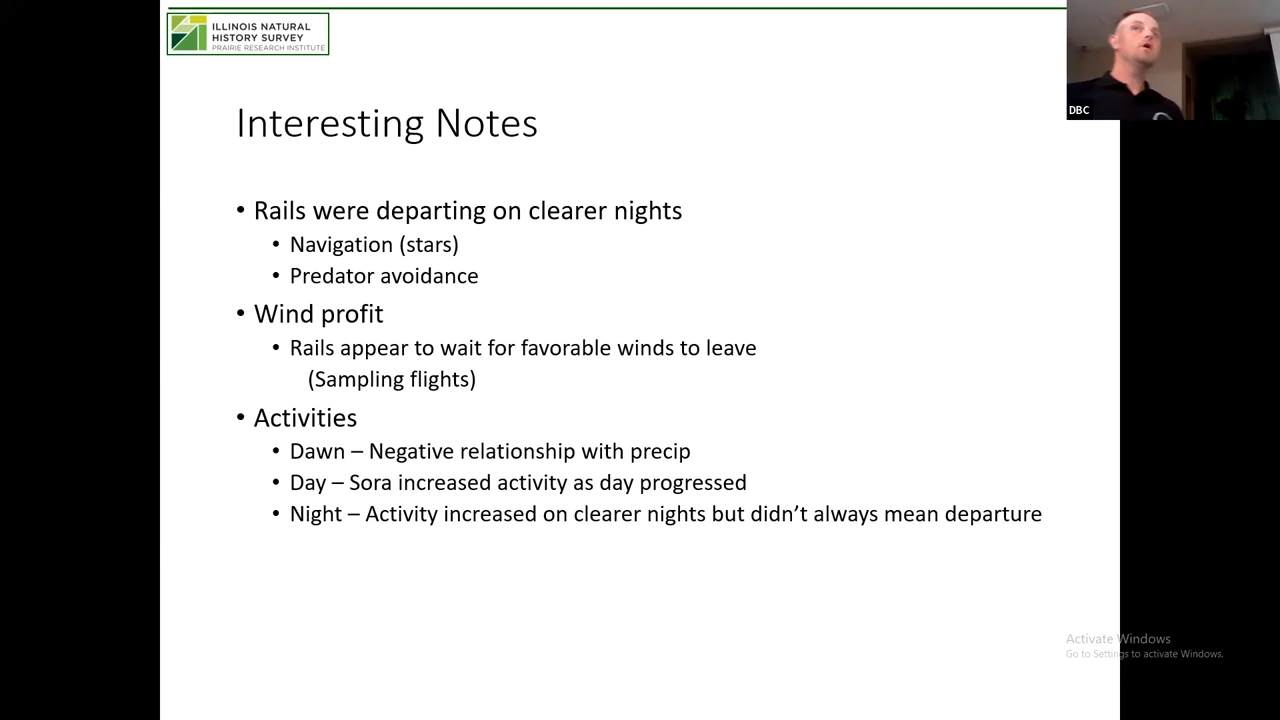 ILLINOIS NATURAL
HISTORY SURVEY
PRAIRIE RESEARCH INSTITUTE
DBC
Interesting Notes
• Rails were departing on clearer nights
• Navigation (stars)
• Predator avoidance
• Wind profit
• Rails appear to wait for favorable winds to leave
(Sampling flights)
• Activities
• Dawn – Negative relationship with precip
• Day – Sora increased activity as day progressed
• Night – Activity increased on clearer nights but didn't always mean departure
Activate Windows
Go to Settings to activate Windows.